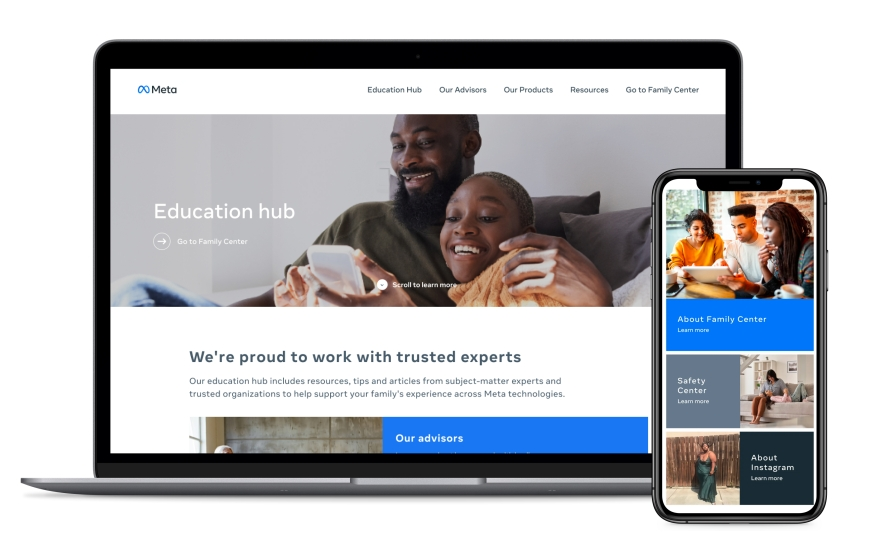 Meta
Education Hub Our Advisors Our Products Resources Go to Family Center
Education hub
Go to Family Center
Scroll to learn more
We're proud to work with trusted experts
Our education hub includes resources, tips and articles from subject-matter experts and
trusted organizations to help support your family's experience across Meta technologies.
Our advisors
About Family Center
Learn more
Safety
Center
Learn more
About
Instagram
Learn more